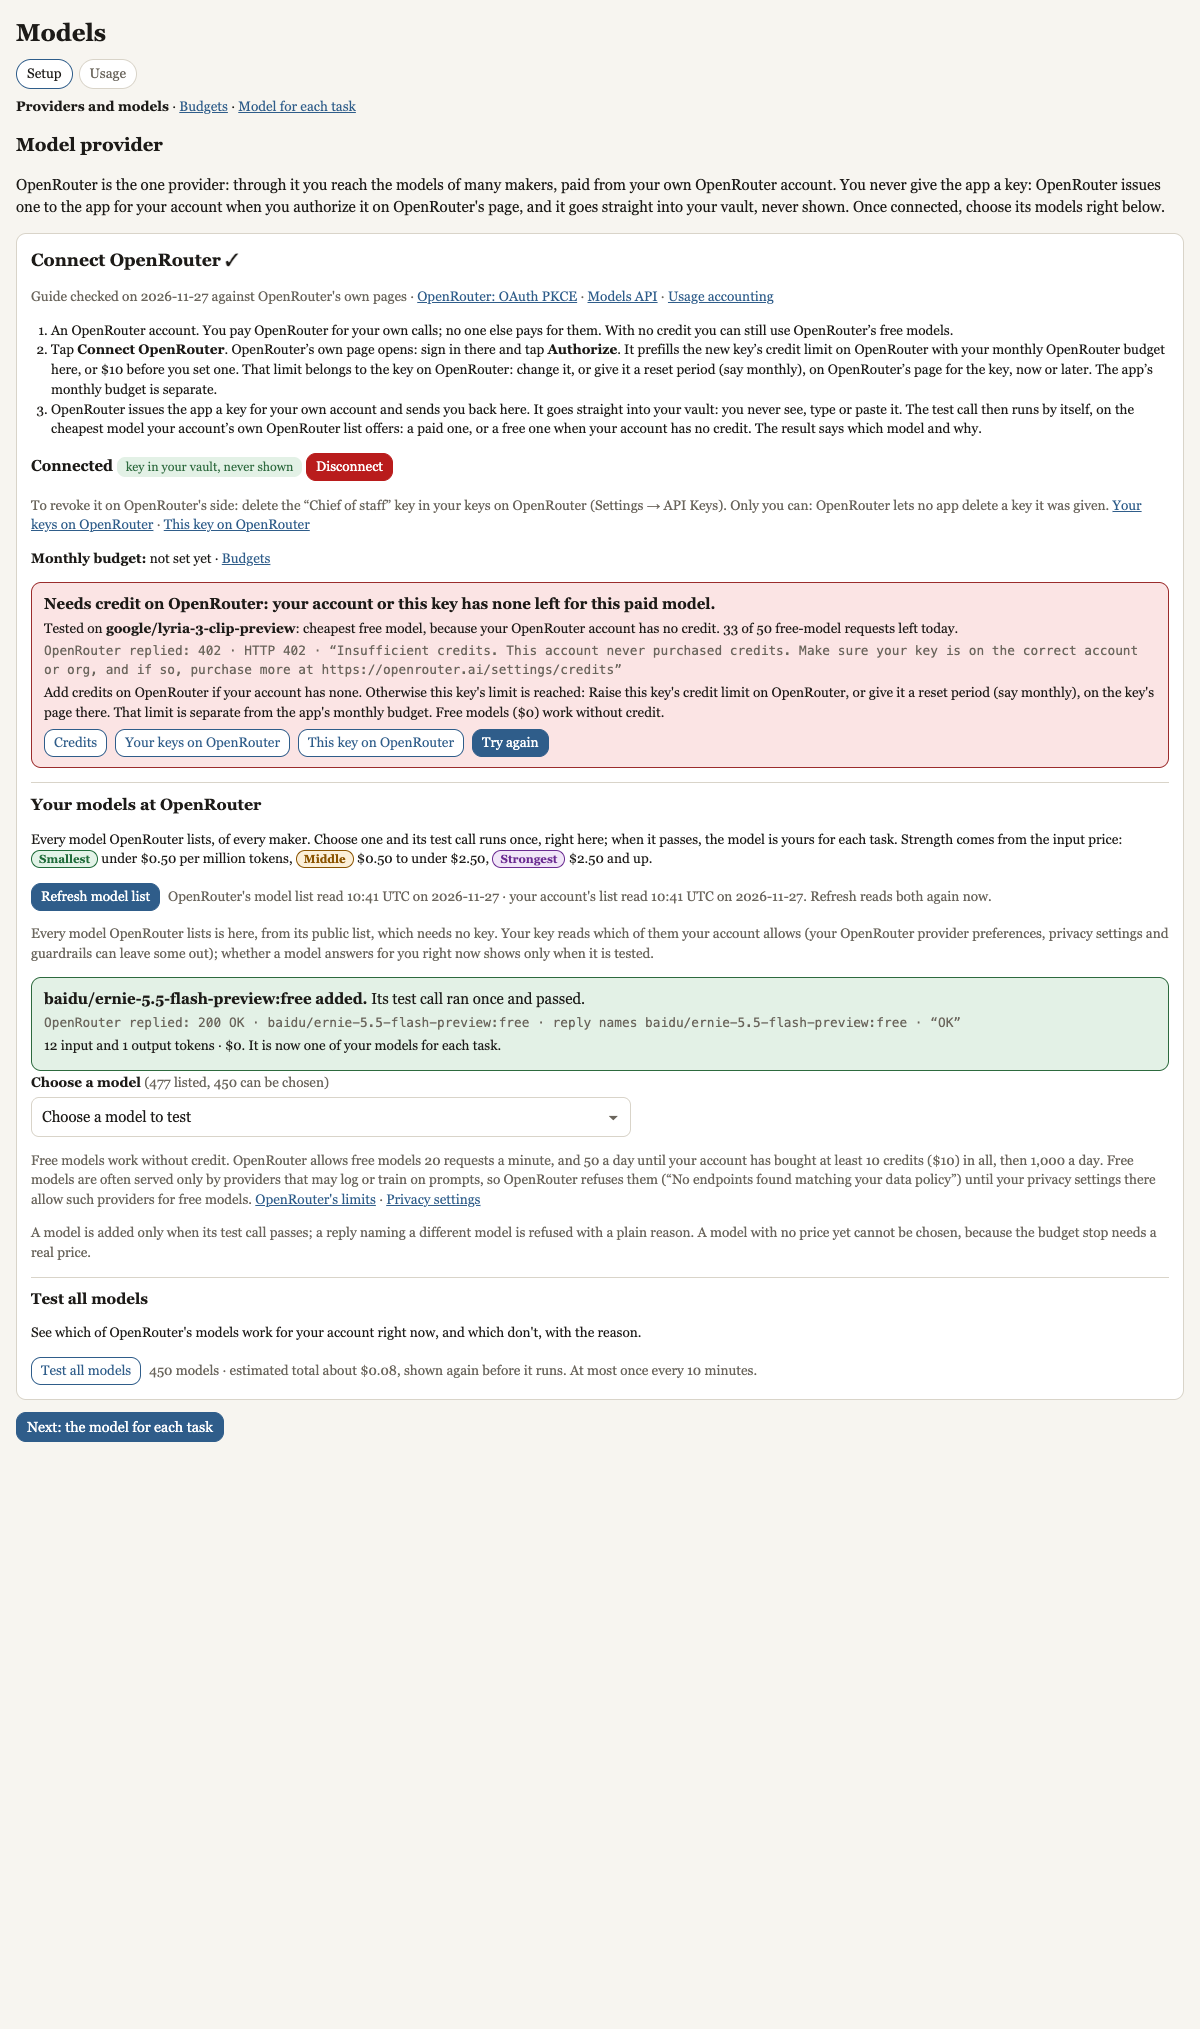 Models
Setup
Usage
Providers and models · Budgets · Model for each task
Model provider
OpenRouter is the one provider: through it you reach the models of many makers, paid from your own OpenRouter account. You never give the app a key: OpenRouter issues
one to the app for your account when you authorize it on OpenRouter's page, and it goes straight into your vault, never shown. Once connected, choose its models right below.
Connect OpenRouter ✓
Guide checked on 2026-11-27 against OpenRouter's own pages · OpenRouter: OAuth PKCE · Models API · Usage accounting
1. An OpenRouter account. You pay OpenRouter for your own calls; no one else pays for them. With no credit you can still use OpenRouter’s free models.
2. Tap Connect OpenRouter. OpenRouter’s own page opens: sign in there and tap Authorize. It prefills the new key’s credit limit on OpenRouter with your monthly OpenRouter budget
here, or $10 before you set one. That limit belongs to the key on OpenRouter: change it, or give it a reset period (say monthly), on OpenRouter’s page for the key, now or later. The app’s
monthly budget is separate.
3. OpenRouter issues the app a key for your own account and sends you back here. It goes straight into your vault: you never see, type or paste it. The test call then runs by itself, on the
cheapest model your account’s own OpenRouter list offers: a paid one, or a free one when your account has no credit. The result says which model and why.
Connected key in your vault, never shown Disconnect
To revoke it on OpenRouter's side: delete the “Chief of staff” key in your keys on OpenRouter (Settings → API Keys). Only you can: OpenRouter lets no app delete a key it was given. Your
keys on OpenRouter · This key on OpenRouter
Monthly budget: not set yet · Budgets
Needs credit on OpenRouter: your account or this key has none left for this paid model.
Tested on google/lyria-3-clip-preview: cheapest free model, because your OpenRouter account has no credit. 33 of 50 free-model requests left today.
OpenRouter replied: 402 · HTTP 402 · “Insufficient credits. This account never purchased credits. Make sure your key is on the correct account
or org, and if so, purchase more at https://openrouter.ai/settings/credits”
Add credits on OpenRouter if your account has none. Otherwise this key's limit is reached: Raise this key's credit limit on OpenRouter, or give it a reset period (say monthly), on the key's
page there. That limit is separate from the app's monthly budget. Free models ($0) work without credit.
Credits
Your keys on OpenRouter
This key on OpenRouter
Try again
Your models at OpenRouter
Every model OpenRouter lists, of every maker. Choose one and its test call runs once, right here; when it passes, the model is yours for each task. Strength comes from the input price:
Smallest under $0.50 per million tokens, Middle $0.50 to under $2.50, Strongest $2.50 and up.
Refresh model list OpenRouter's model list read 10:41 UTC on 2026-11-27 · your account's list read 10:41 UTC on 2026-11-27. Refresh reads both again now.
Every model OpenRouter lists is here, from its public list, which needs no key. Your key reads which of them your account allows (your OpenRouter provider preferences, privacy settings and
guardrails can leave some out); whether a model answers for you right now shows only when it is tested.
baidu/ernie-5.5-flash-preview:free added. Its test call ran once and passed.
OpenRouter replied: 200 OK · baidu/ernie-5.5-flash-preview:free · reply names baidu/ernie-5.5-flash-preview:free · “OK”
12 input and 1 output tokens · $0. It is now one of your models for each task.
Choose a model (477 listed, 450 can be chosen)
Choose a model to test
Free models work without credit. OpenRouter allows free models 20 requests a minute, and 50 a day until your account has bought at least 10 credits ($10) in all, then 1,000 a day. Free
models are often served only by providers that may log or train on prompts, so OpenRouter refuses them (“No endpoints found matching your data policy”) until your privacy settings there
allow such providers for free models. OpenRouter's limits · Privacy settings
A model is added only when its test call passes; a reply naming a different model is refused with a plain reason. A model with no price yet cannot be chosen, because the budget stop needs a
real price.
Test all models
See which of OpenRouter's models work for your account right now, and which don't, with the reason.
Test all models 450 models · estimated total about $0.08, shown again before it runs. At most once every 10 minutes.
Next: the model for each task